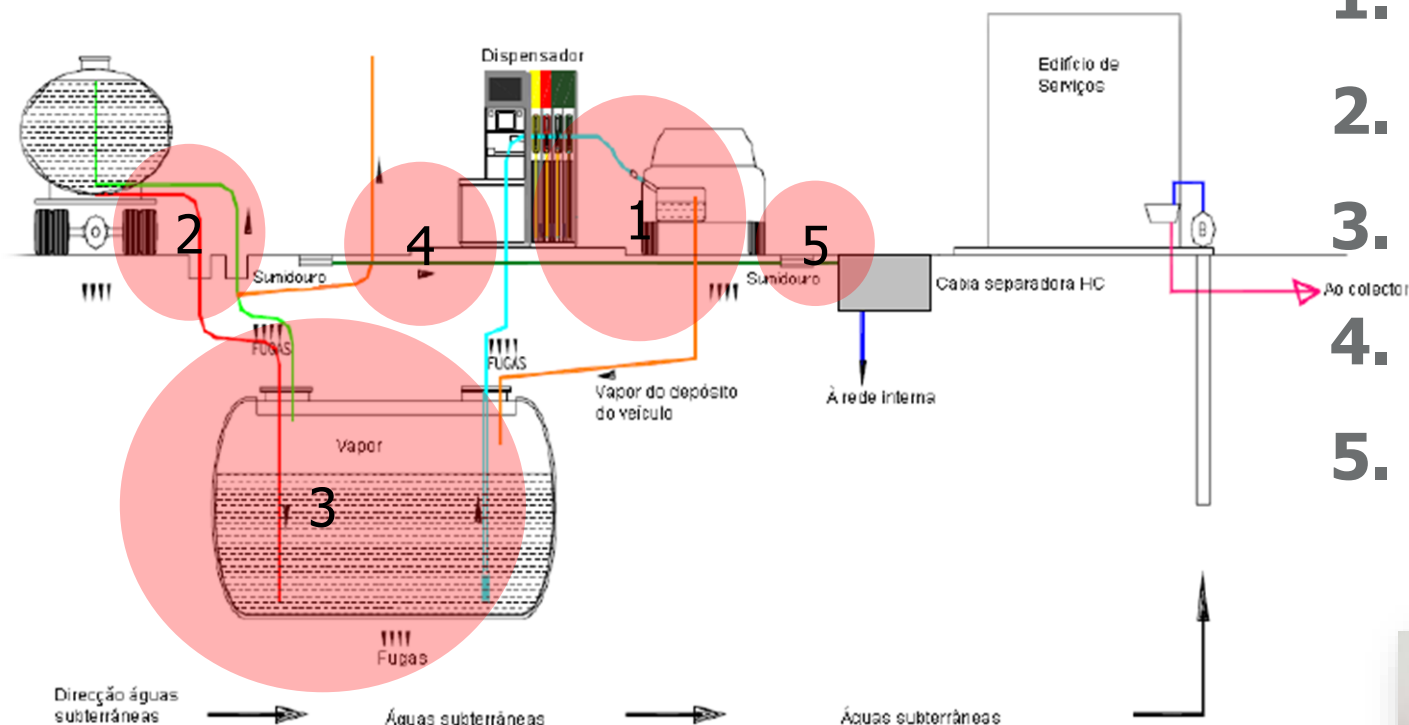 1.
Dispensador
Edifício de
Serviços
2.
2
4
1
5
3.
B
Sumidouro
Sumidouro
Cabia separadora HC
Ao colector
FUGAS
FUGAS
4.
Vapor do depósito
do veículo
À rede interna
Vapor
5.
3
Fugas
Direcção águas
subterrâneas
Águas subterrâneas
Águas subterrâneas